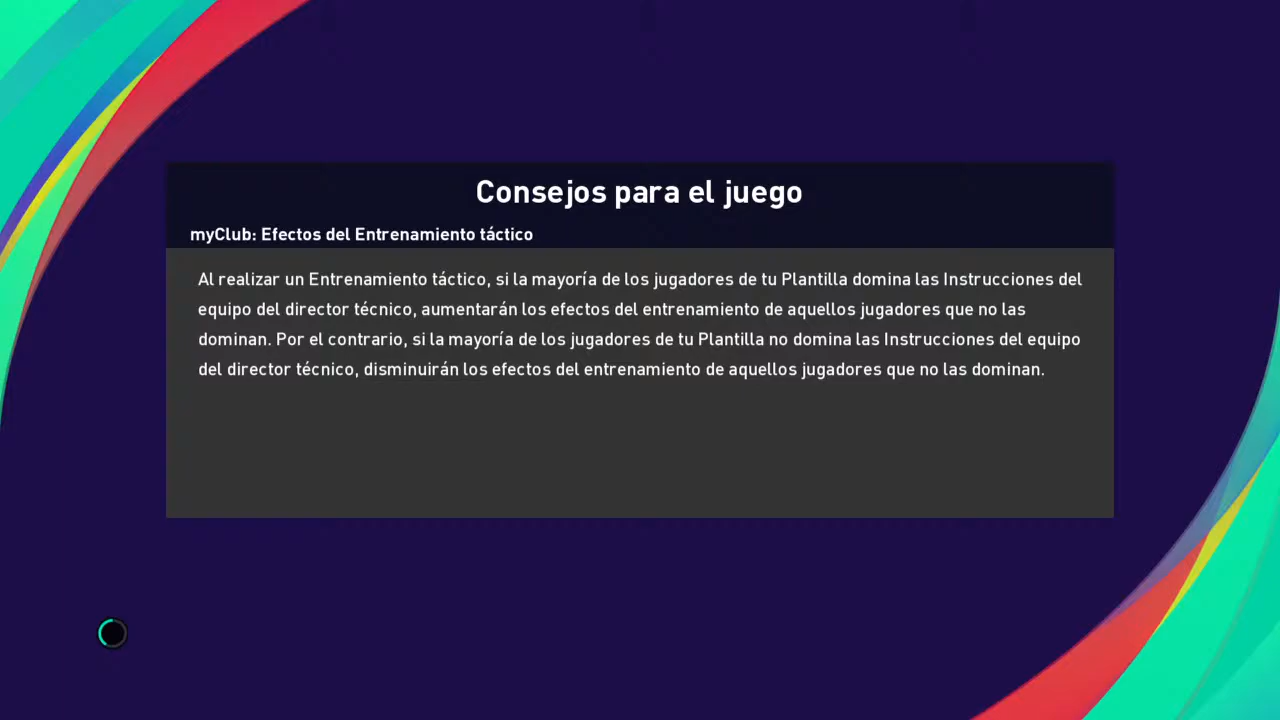 Consejos para el juego
myClub: Efectos del Entrenamiento táctico
Al realizar un Entrenamiento táctico, si la mayoría de los jugadores de tu Plantilla domina las Instrucciones del
equipo del director técnico, aumentarán los efectos del entrenamiento de aquellos jugadores que no las
dominan. Por el contrario, si la mayoría de los jugadores de tu Plantilla no domina las Instrucciones del equipo
del director técnico, disminuirán los efectos del entrenamiento de aquellos jugadores que no las dominan.